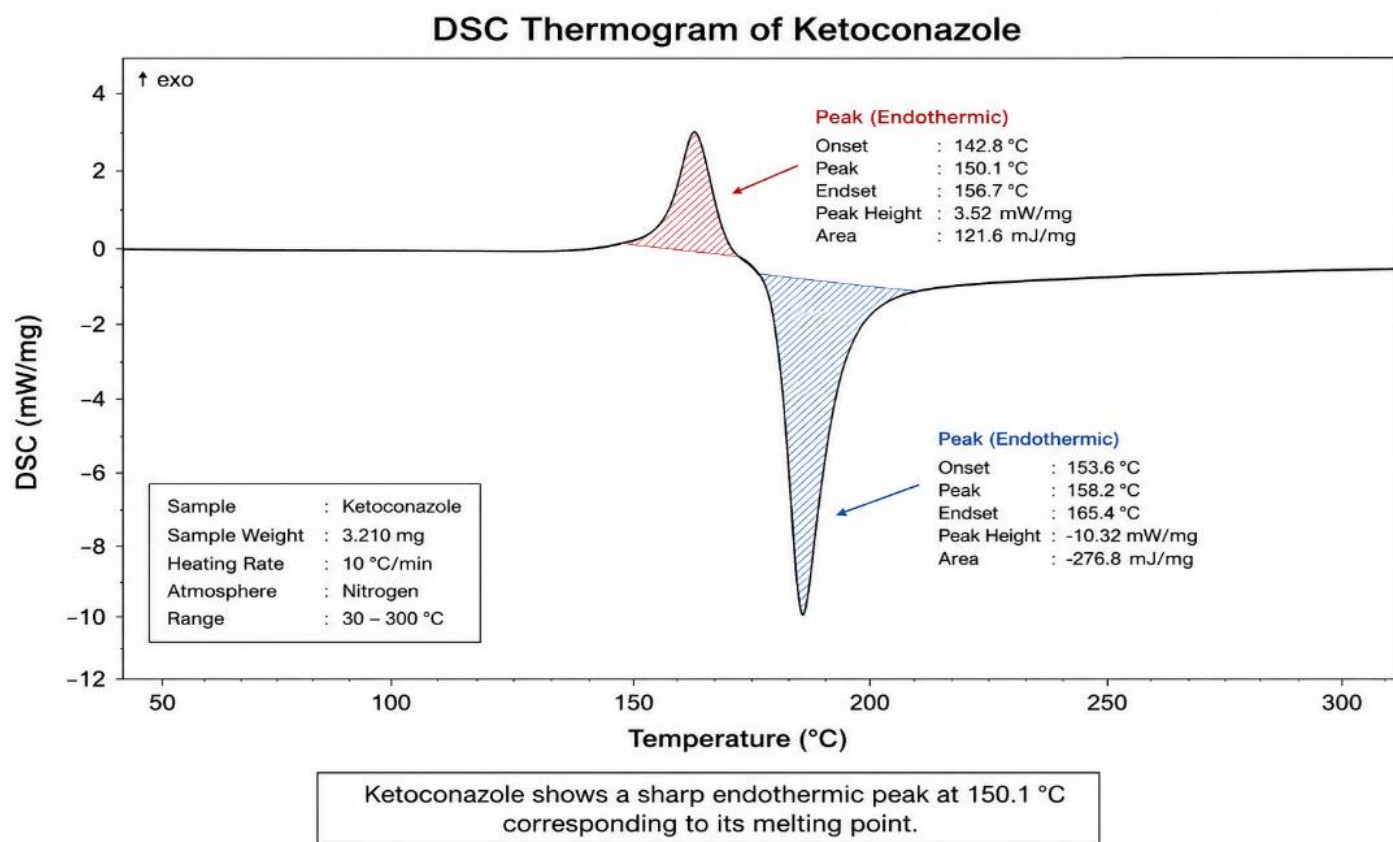 DSC Thermogram of Ketoconazole
↑ exo
DSC (mW/mg)
4
2
0
−2
−4
−6
−8
−10
−12
Peak (Endothermic)
Onset : 142.8 °C
Peak : 150.1 °C
Endset : 156.7 °C
Peak Height : 3.52 mW/mg
Area : 121.6 mJ/mg
Peak (Endothermic)
Onset : 153.6 °C
Peak : 158.2 °C
Endset : 165.4 °C
Peak Height : -10.32 mW/mg
Area : -276.8 mJ/mg
Sample : Ketoconazole
Sample Weight : 3.210 mg
Heating Rate : 10 °C/min
Atmosphere : Nitrogen
Range : 30 – 300 °C
50 100 150 200 250 300
Temperature (°C)
Ketoconazole shows a sharp endothermic peak at 150.1 °C
corresponding to its melting point.